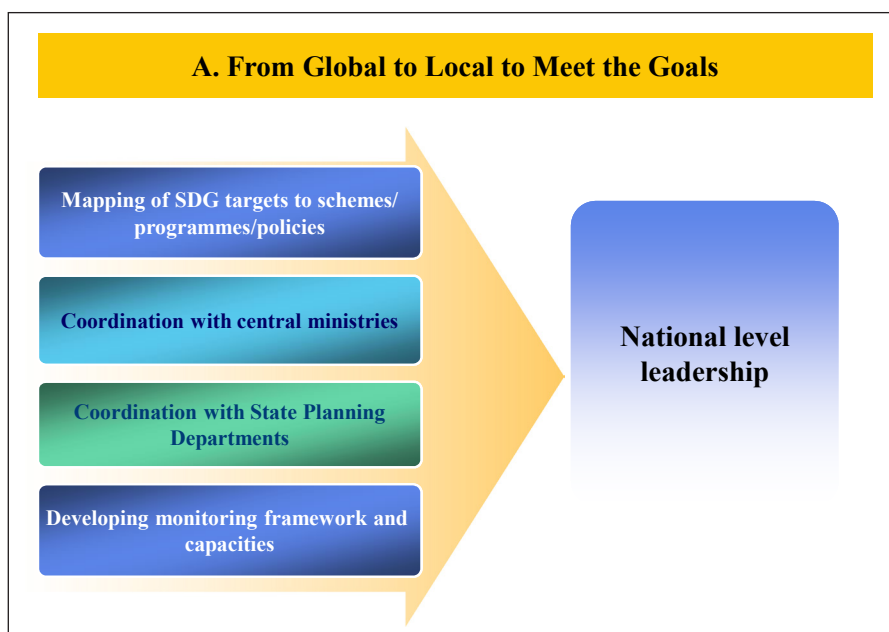 A. From Global to Local to Meet the Goals
Mapping of SDG targets to schemes/
programmes/policies
Coordination with central ministries
Coordination with State Planning
Departments
Developing monitoring framework and
capacities
National level
leadership